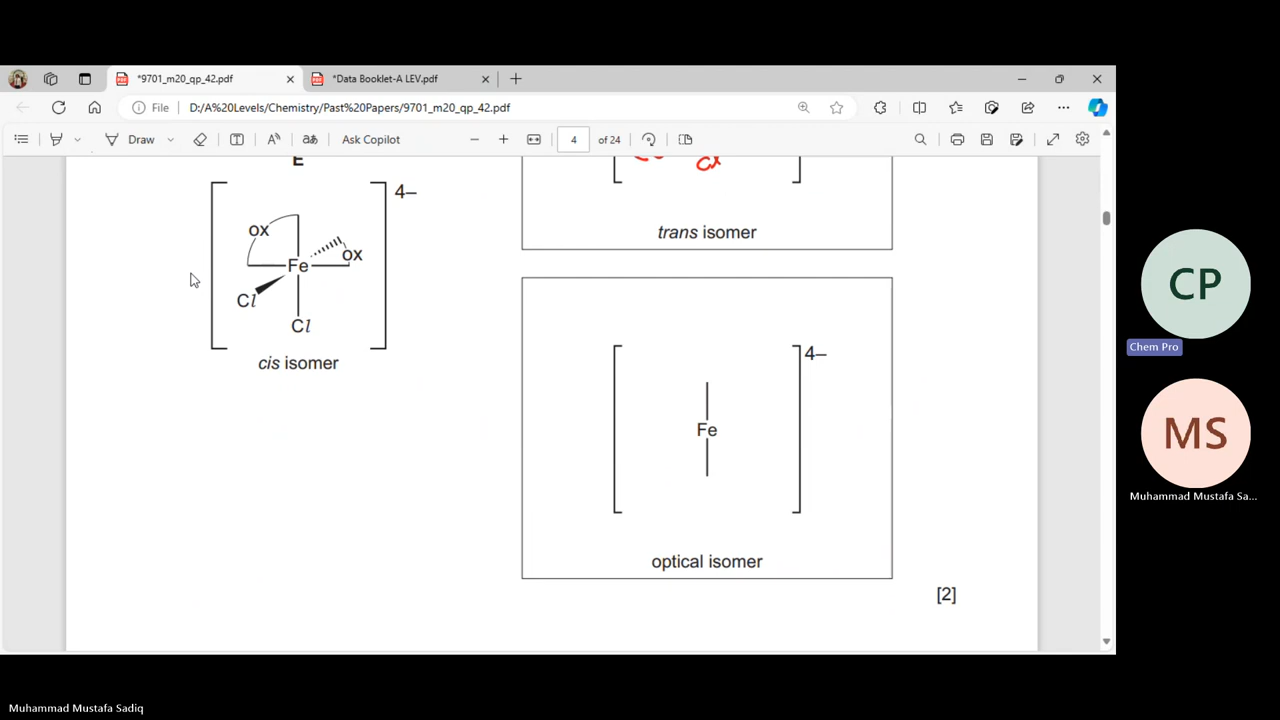 *9701_m20_qp_42.pdf
*Data Booklet-A LEV.pdf
File
D:/A%20Levels/Chemistry/Past%20Papers/9701_m20_qp_42.pdf
Draw
Ask Copilot
4
of 24
E
4–
ox
ox
Fe
Cl
Cl
cis isomer
ox
trans isomer
4–
Fe
optical isomer
[2]
CP
Chem Pro
MS
Muhammad Mustafa Sa...
Muhammad Mustafa Sadiq